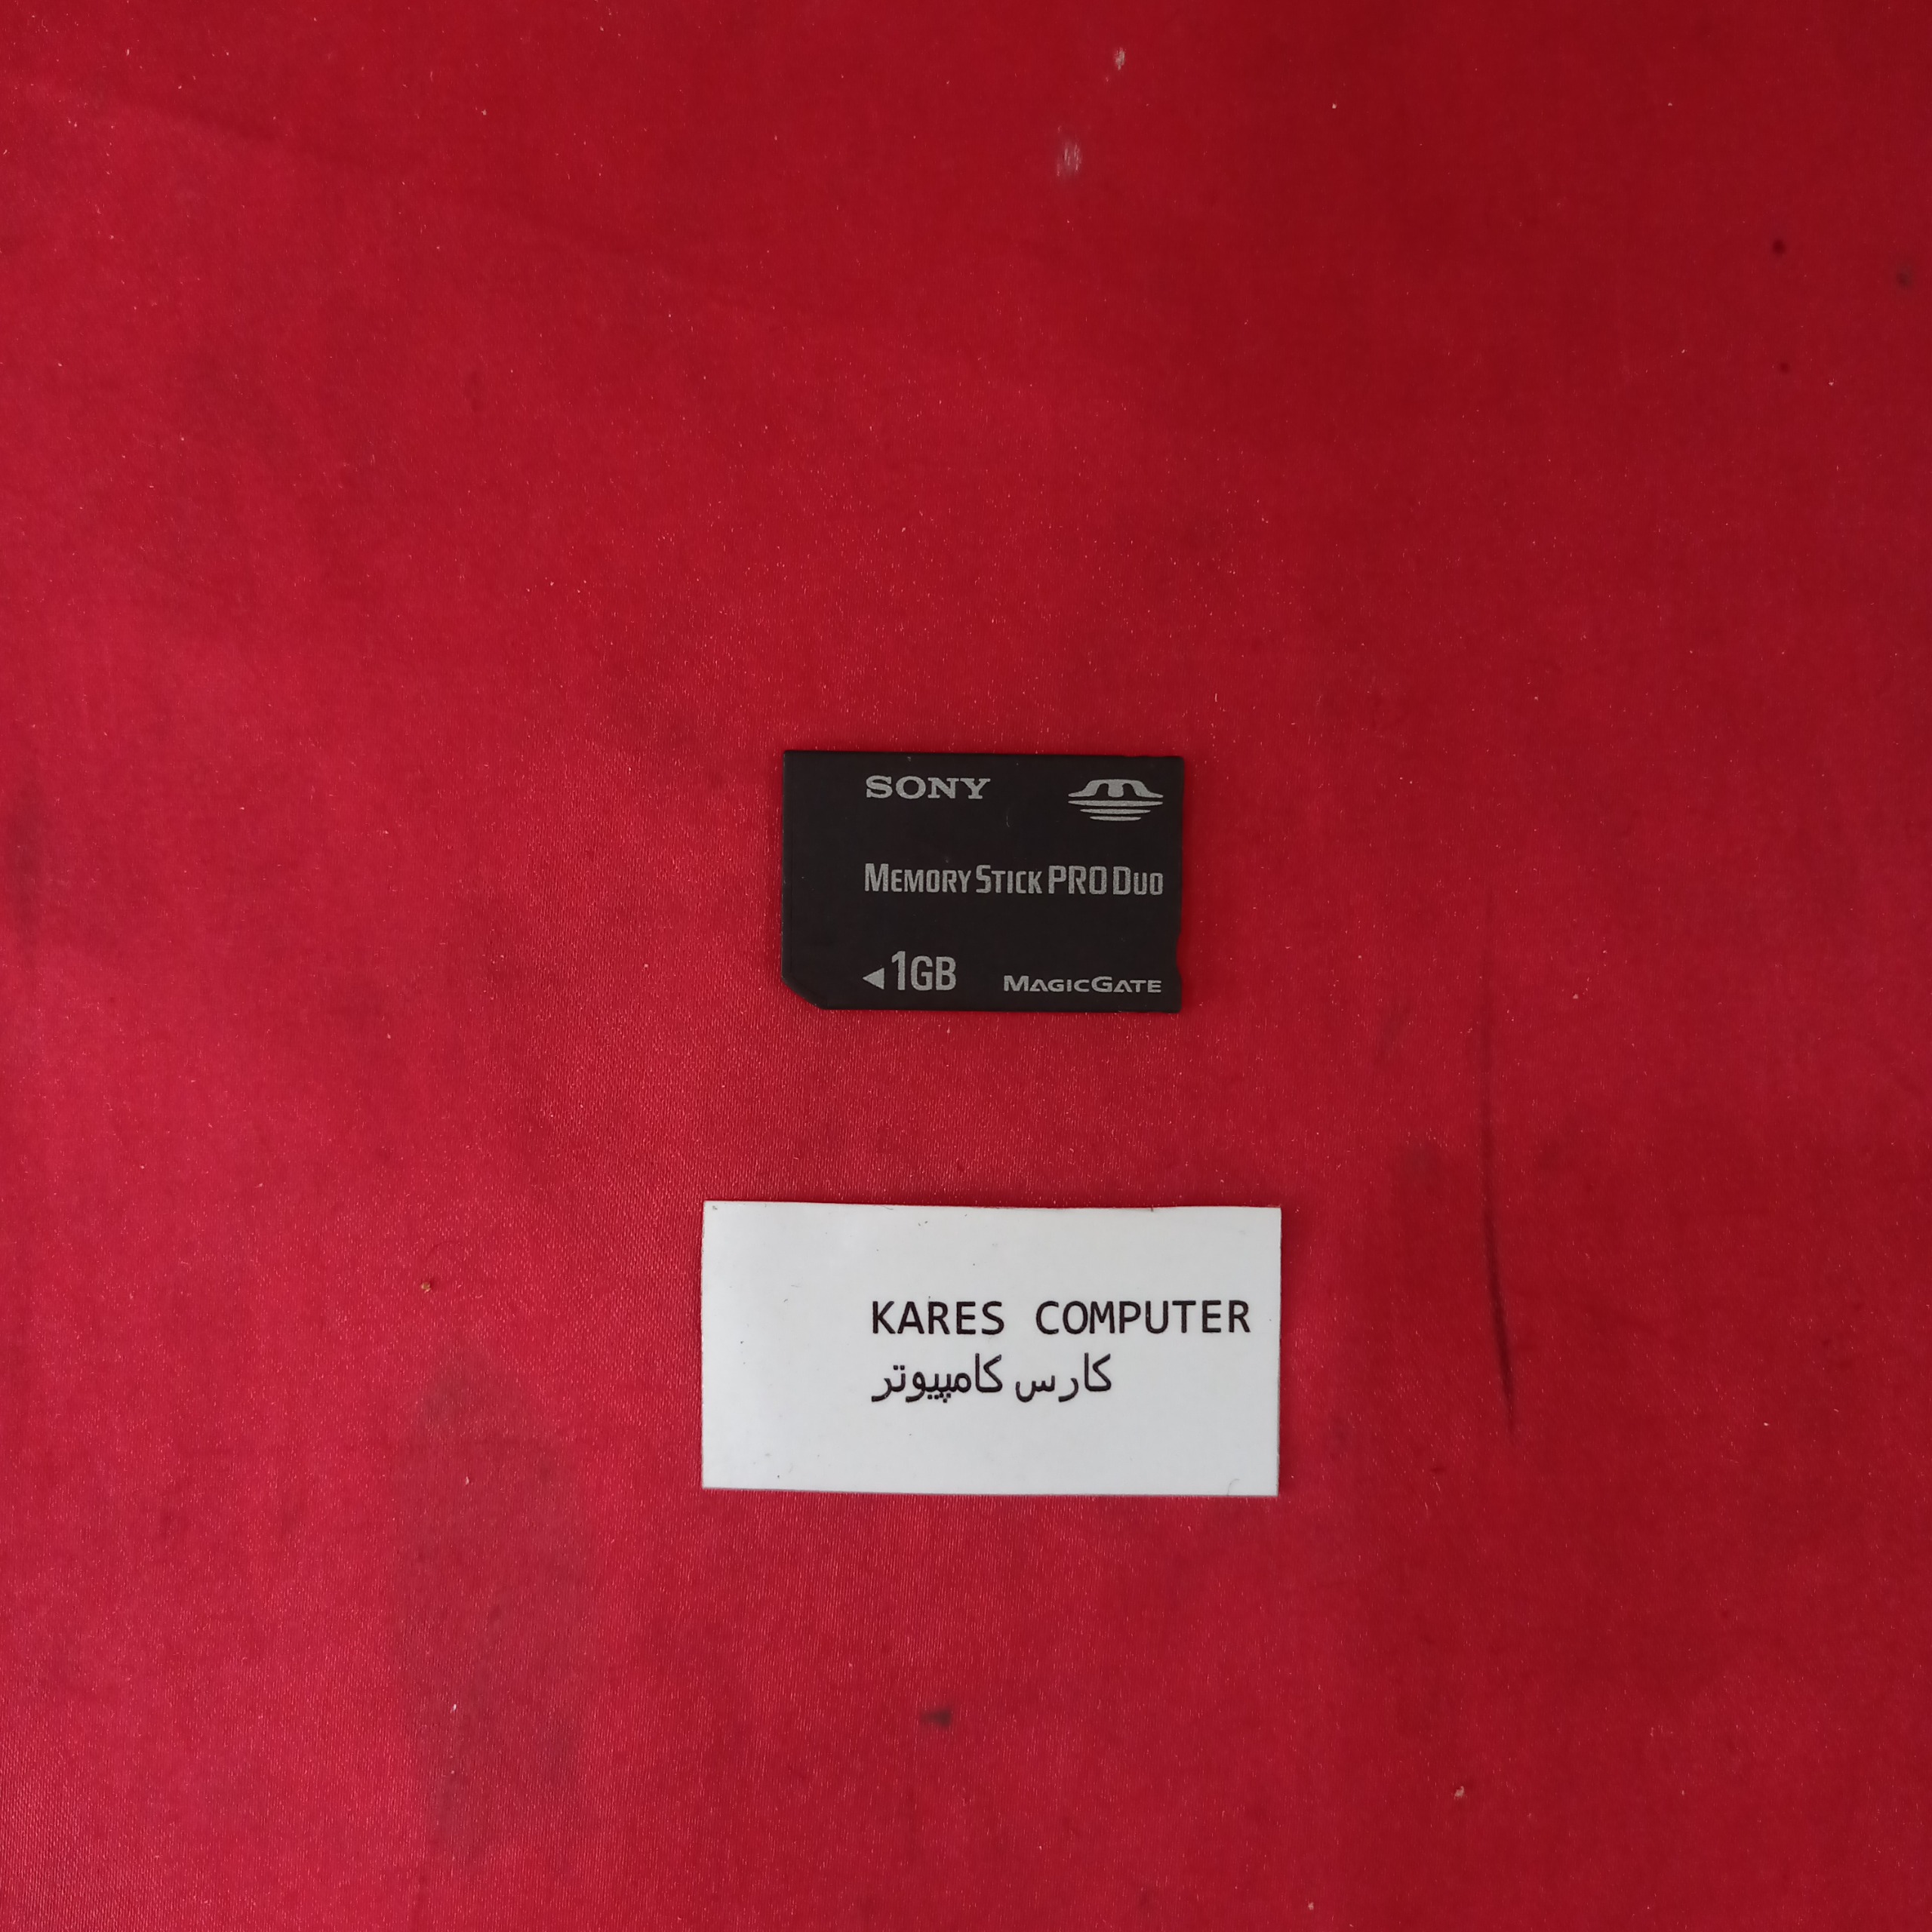 SONY
MEMORY STICK PRO DUO
1GB MAGICGATE
KARES COMPUTER
کارس کامپیوتر